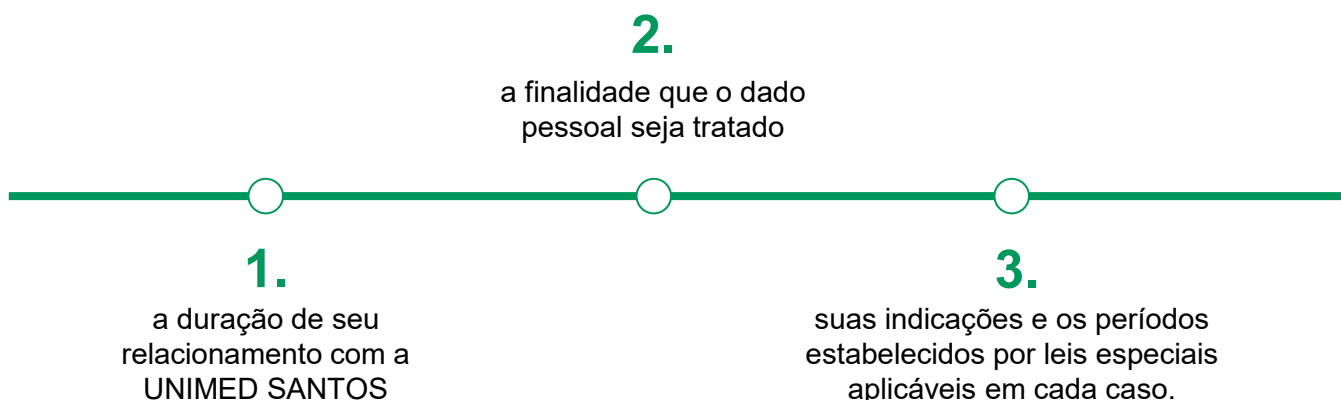 1.
a duração de seu
relacionamento com a
UNIMED SANTOS
2.
a finalidade que o dado
pessoal seja tratado
3.
suas indicações e os períodos
estabelecidos por leis especiais
aplicáveis em cada caso.